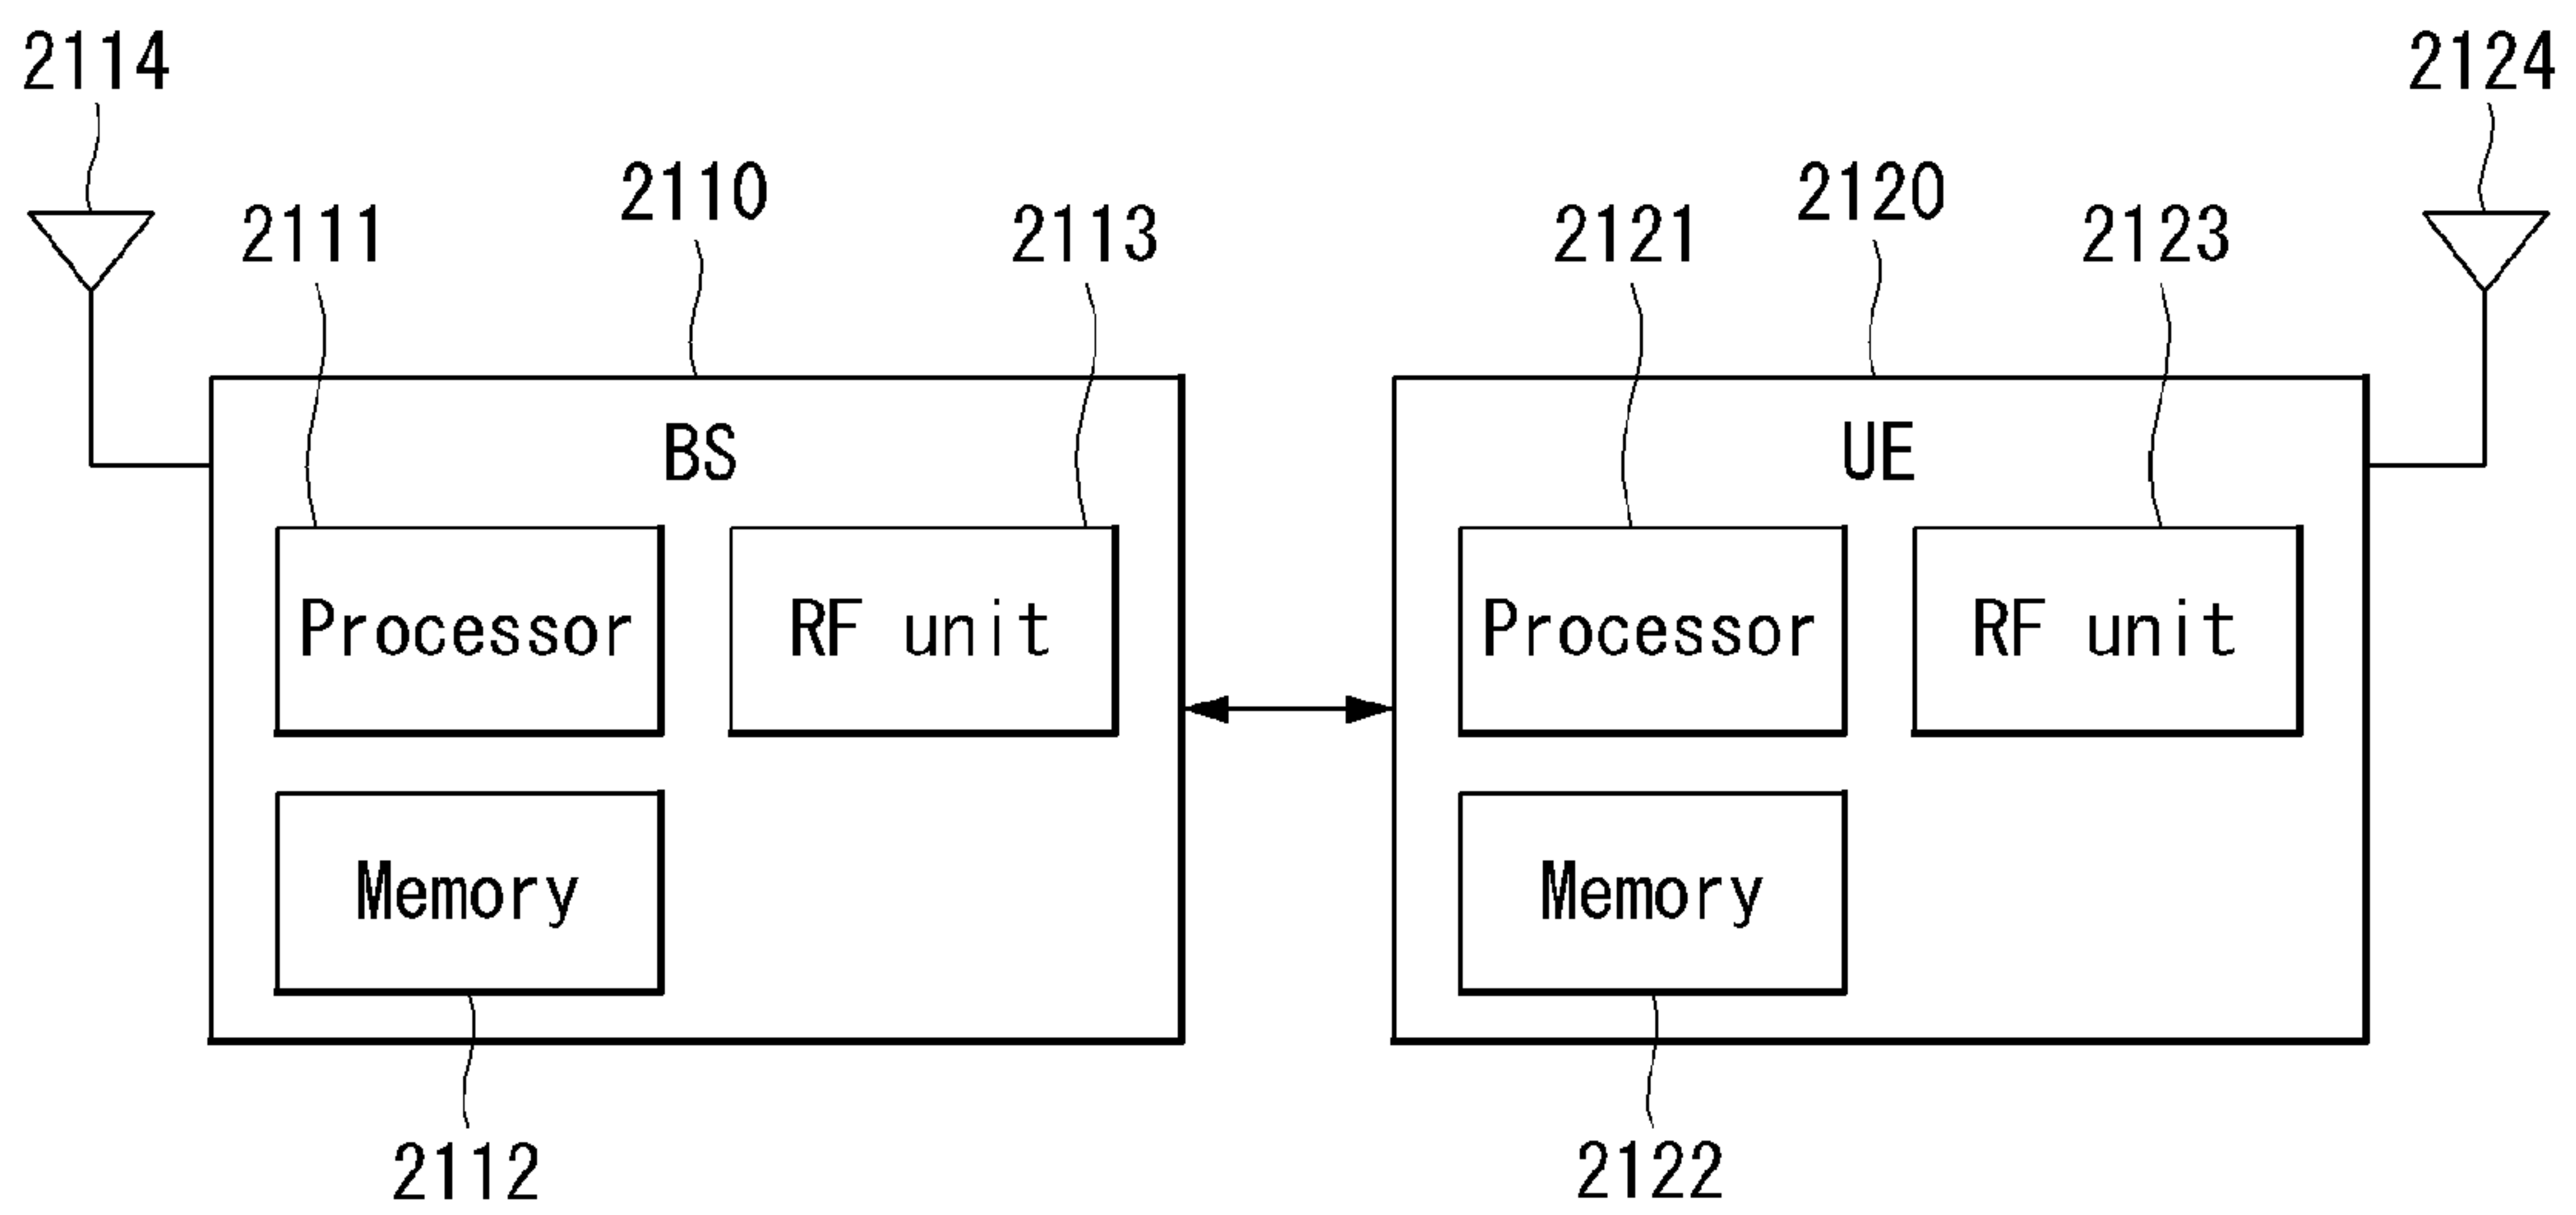 2114
2124
2110
2120
2111
2113
2121
2123
BS
UE
Processor
RF unit
Processor
RF unit
Memory
Memory
2112
2122